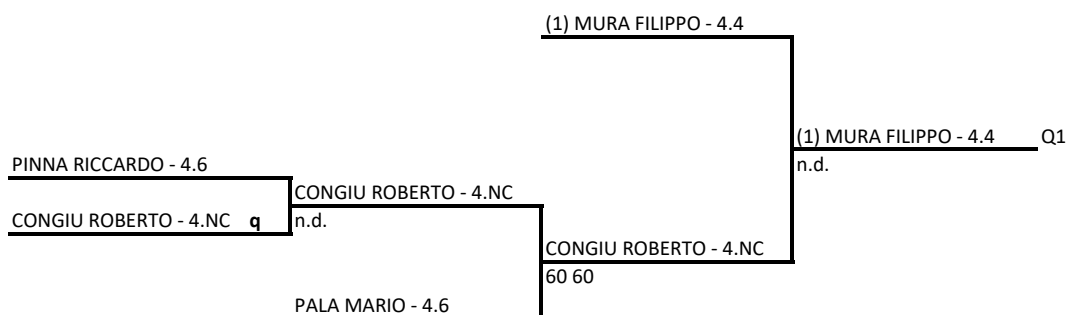 (1) MURA FILIPPO - 4.4
(1) MURA FILIPPO - 4.4 Q1
PINNA RICCARDO - 4.6
n.d.
CONGIU ROBERTO - 4.NC
CONGIU ROBERTO - 4.NC q
n.d.
CONGIU ROBERTO - 4.NC
60 60
PALA MARIO - 4.6